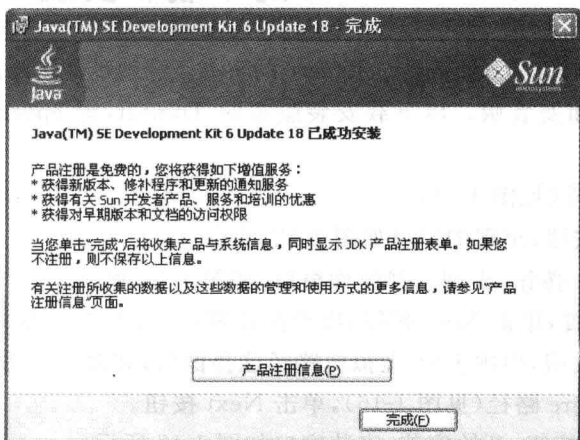 Java(TM) SE Development Kit 6 Update 18 - 完成
Java
Sun
microsystems
Java(TM) SE Development Kit 6 Update 18 已成功安装
产品注册是免费的，您将获得如下增值服务：
* 获得新版本、修补程序和更新的通知服务
* 获得有关 Sun 开发者产品、服务和培训的优惠
* 获得对早期版本和文档的访问权限
当您单击“完成”后将收集产品与系统信息，同时显示 JDK 产品注册表单。如果您
不注册，则不保存以上信息。
有关注册所收集的数据以及这些数据的管理和使用方式的更多信息，请参见“产品
注册信息”页面。
产品注册信息(P)
完成(F)